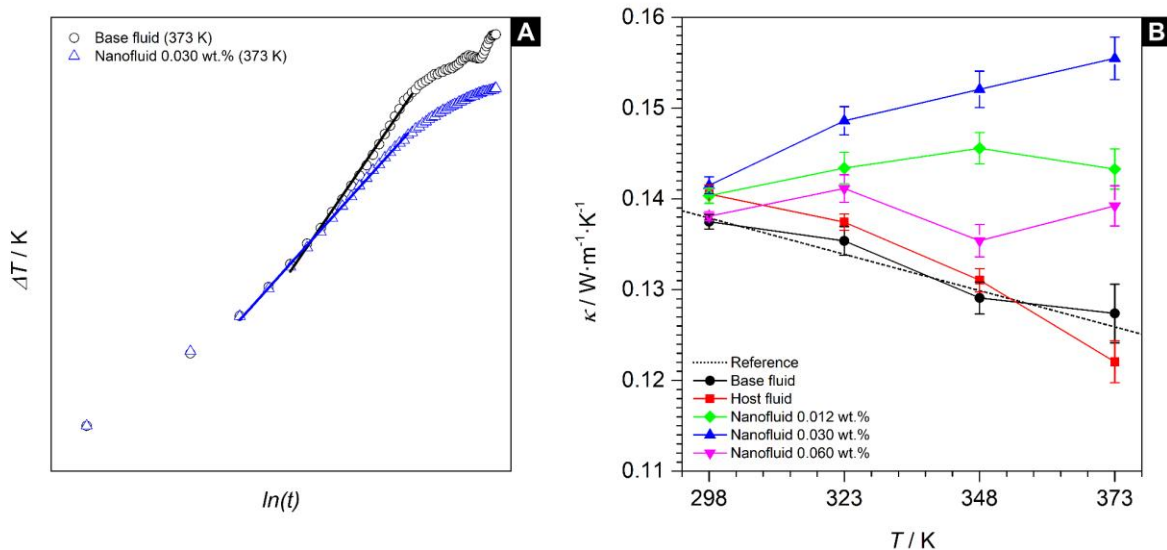 A
Base fluid (373 K)
Nanofluid 0.030 wt.% (373 K)
ΔT / K
ln(t)
B
0.16
0.15
0.14
0.13
0.12
0.11
κ / W·m⁻¹·K⁻¹
Reference
Base fluid
Host fluid
Nanofluid 0.012 wt.%
Nanofluid 0.030 wt.%
Nanofluid 0.060 wt.%
298 323 348 373
T / K